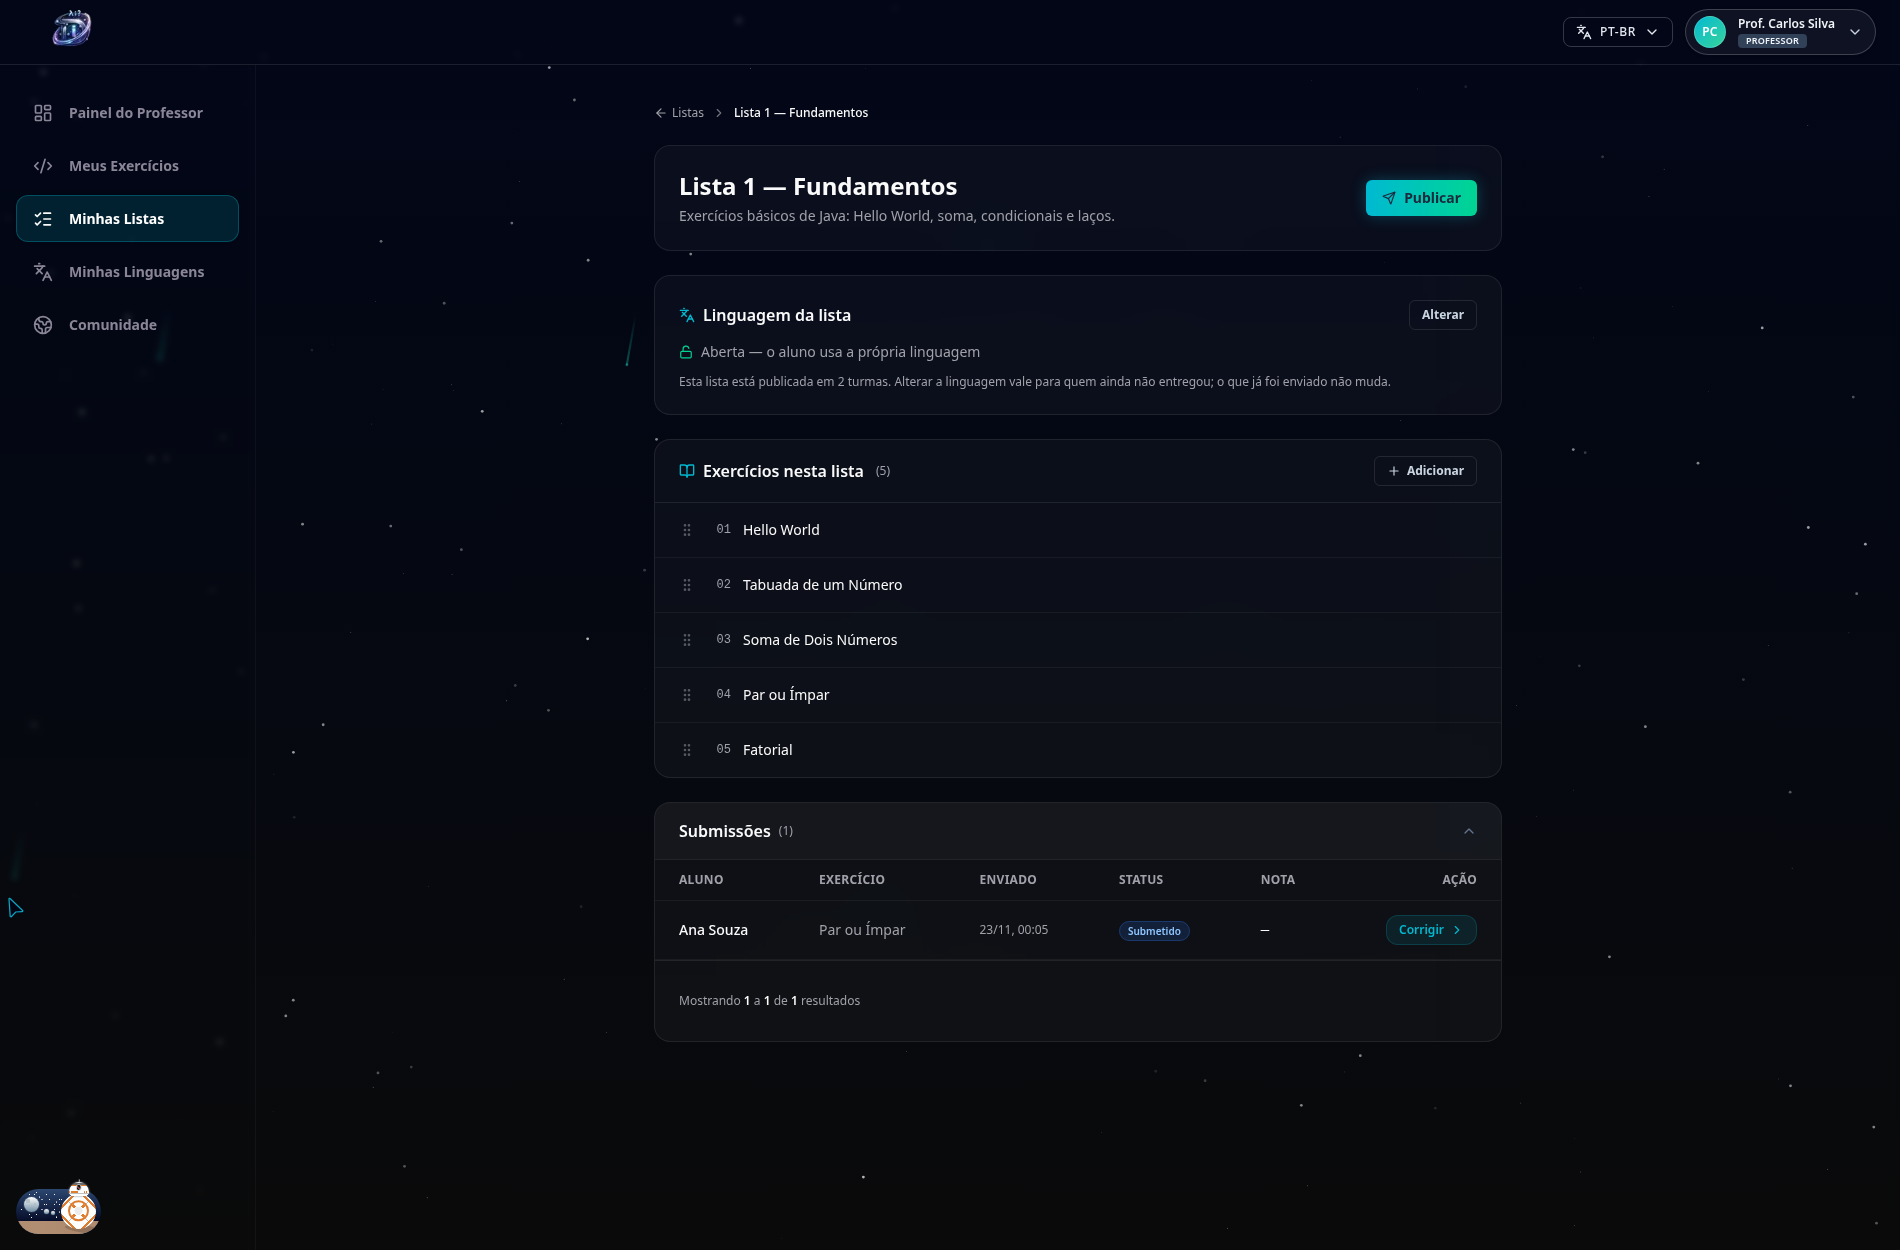 PT-BR
PC
Prof. Carlos Silva
PROFESSOR
Painel do Professor
Meus Exercícios
Minhas Listas
Minhas Linguagens
Comunidade
Listas
Lista 1 — Fundamentos
Lista 1 — Fundamentos
Exercícios básicos de Java: Hello World, soma, condicionais e laços.
Publicar
Linguagem da lista
Alterar
Aberta — o aluno usa a própria linguagem
Esta lista está publicada em 2 turmas. Alterar a linguagem vale para quem ainda não entregou; o que já foi enviado não muda.
Exercícios nesta lista (5)
Adicionar
01 Hello World
02 Tabuada de um Número
03 Soma de Dois Números
04 Par ou Ímpar
05 Fatorial
Submissões (1)
ALUNO EXERCÍCIO ENVIADO STATUS NOTA AÇÃO
Ana Souza Par ou Ímpar 23/11, 00:05 Submetido — Corrigir
Mostrando 1 a 1 de 1 resultados